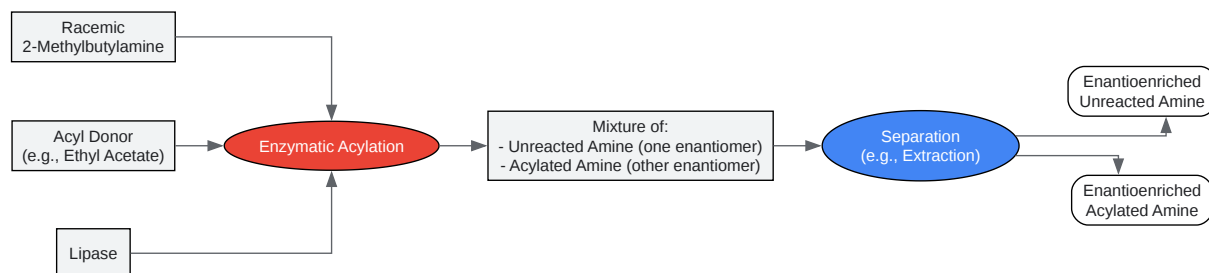 Racemic
2-Methylbutylamine
Acyl Donor
(e.g., Ethyl Acetate)
Lipase
Enzymatic Acylation
Mixture of:
- Unreacted Amine (one enantiomer)
- Acylated Amine (other enantiomer)
Separation
(e.g., Extraction)
Enantioenriched
Unreacted Amine
Enantioenriched
Acylated Amine